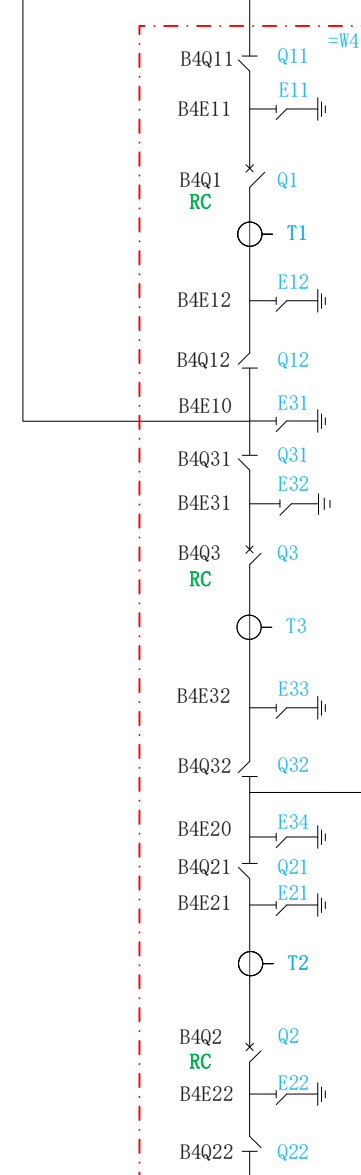 =W4
B4Q11 Q11
E11
B4E11
B4Q1 Q1
RC
T1
E12
B4E12
B4Q12 Q12
B4E10 E31
B4Q31 Q31
E32
B4E31
B4Q3 Q3
RC
T3
E33
B4E32
B4Q32 Q32
B4E20 E34
B4Q21 Q21
B4E21 E21
T2
B4Q2 Q2
RC
B4E22 E22
B4Q22 Q22